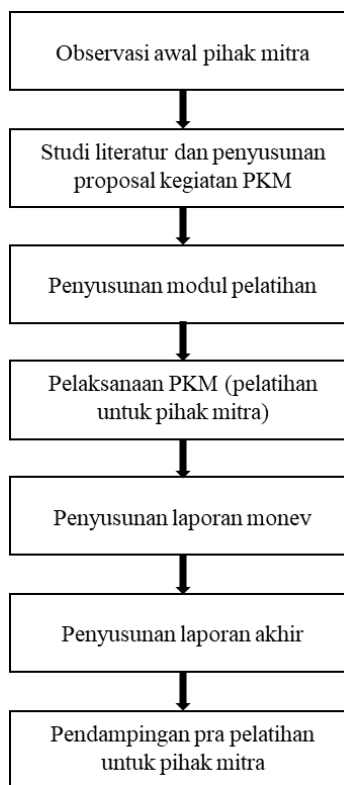 Observasi awal pihak mitra
Studi literatur dan penyusunan
proposal kegiatan PKM
Penyusunan modul pelatihan
Pelaksanaan PKM (pelatihan
untuk pihak mitra)
Penyusunan laporan monev
Penyusunan laporan akhir
Pendampingan pra pelatihan
untuk pihak mitra